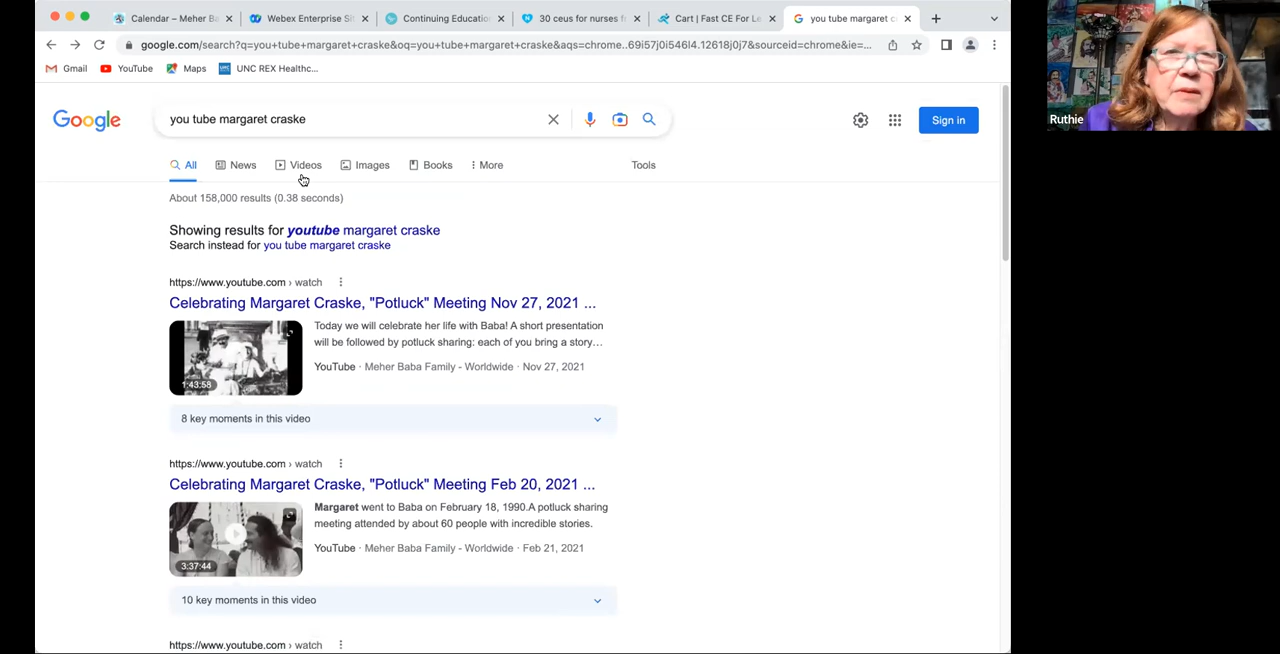 Calendar – Meher Ba
Webex Enterprise Si
Continuing Educatio
30 ceus for nurses f
Cart | Fast CE For Le
you tube margaret c
google.com/search?q=you+tube+margaret+craske&oq=you+tube+margaret+craske&aqs=chrome..69i57j0i546l4.12618j0j7&sourceid=chrome&ie=...
Gmail
YouTube
Maps
UNC REX Healthc...
Google
you tube margaret craske
Sign in
All
News
Videos
Images
Books
More
Tools
About 158,000 results (0.38 seconds)
Showing results for youtube margaret craske
Search instead for you tube margaret craske
https://www.youtube.com › watch
Celebrating Margaret Craske, "Potluck" Meeting Nov 27, 2021 ...
Today we will celebrate her life with Baba! A short presentation
will be followed by potluck sharing: each of you bring a story...
1:43:58
YouTube · Meher Baba Family - Worldwide · Nov 27, 2021
8 key moments in this video
https://www.youtube.com › watch
Celebrating Margaret Craske, "Potluck" Meeting Feb 20, 2021 ...
Margaret went to Baba on February 18, 1990.A potluck sharing
meeting attended by about 60 people with incredible stories.
3:37:44
YouTube · Meher Baba Family - Worldwide · Feb 21, 2021
10 key moments in this video
https://www.youtube.com › watch
Ruthie